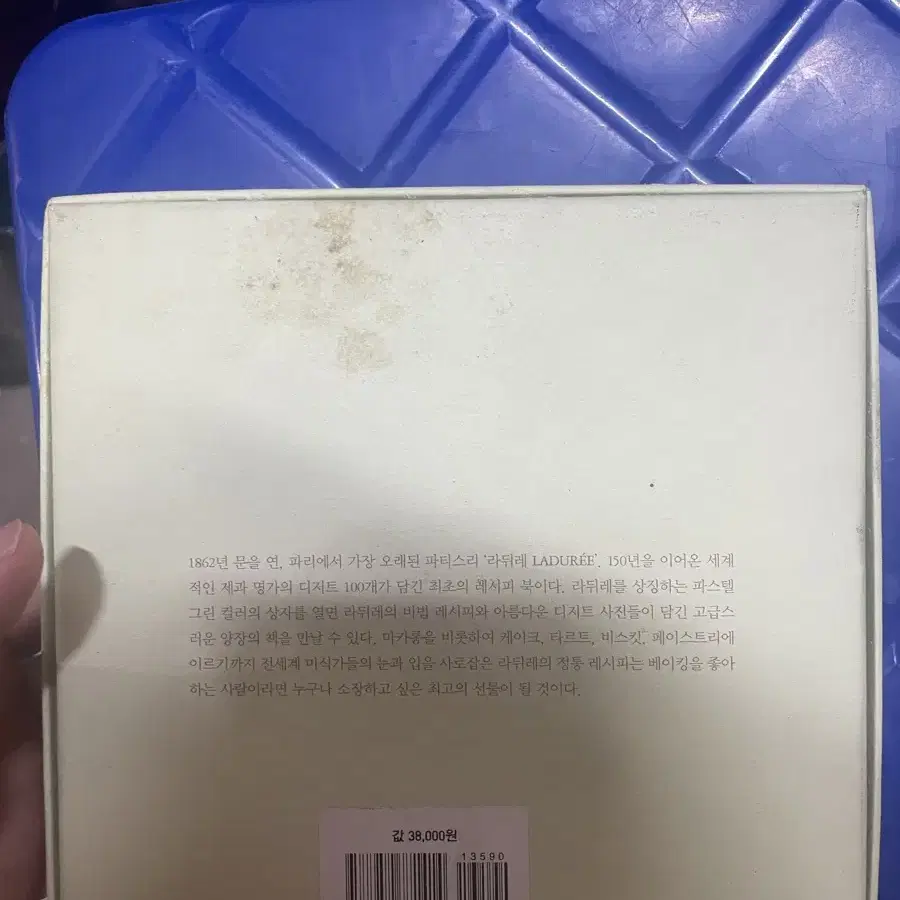 1862년 문을 연, 파리에서 가장 오래된 파티스리 '라뒤레 LADURÉE'. 150년을 이어온 세계
적인 제과 명가의 디저트 100개가 담긴 최초의 레서피 북이다. 라뒤레를 상징하는 파스텔
그린 컬러의 상자를 열면 라뒤레의 비법 레서피와 아름다운 디저트 사진들이 담긴 고급스
러운 양장의 책을 만날 수 있다. 마카롱을 비롯하여 케이크, 타르트, 비스킷, 페이스트리에
이르기까지 전세계 미식가들의 눈과 입을 사로잡은 라뒤레의 정통 레서피는 베이킹을 좋아
하는 사람이라면 누구나 소장하고 싶은 최고의 선물이 될 것이다.
값 38,000원
13590